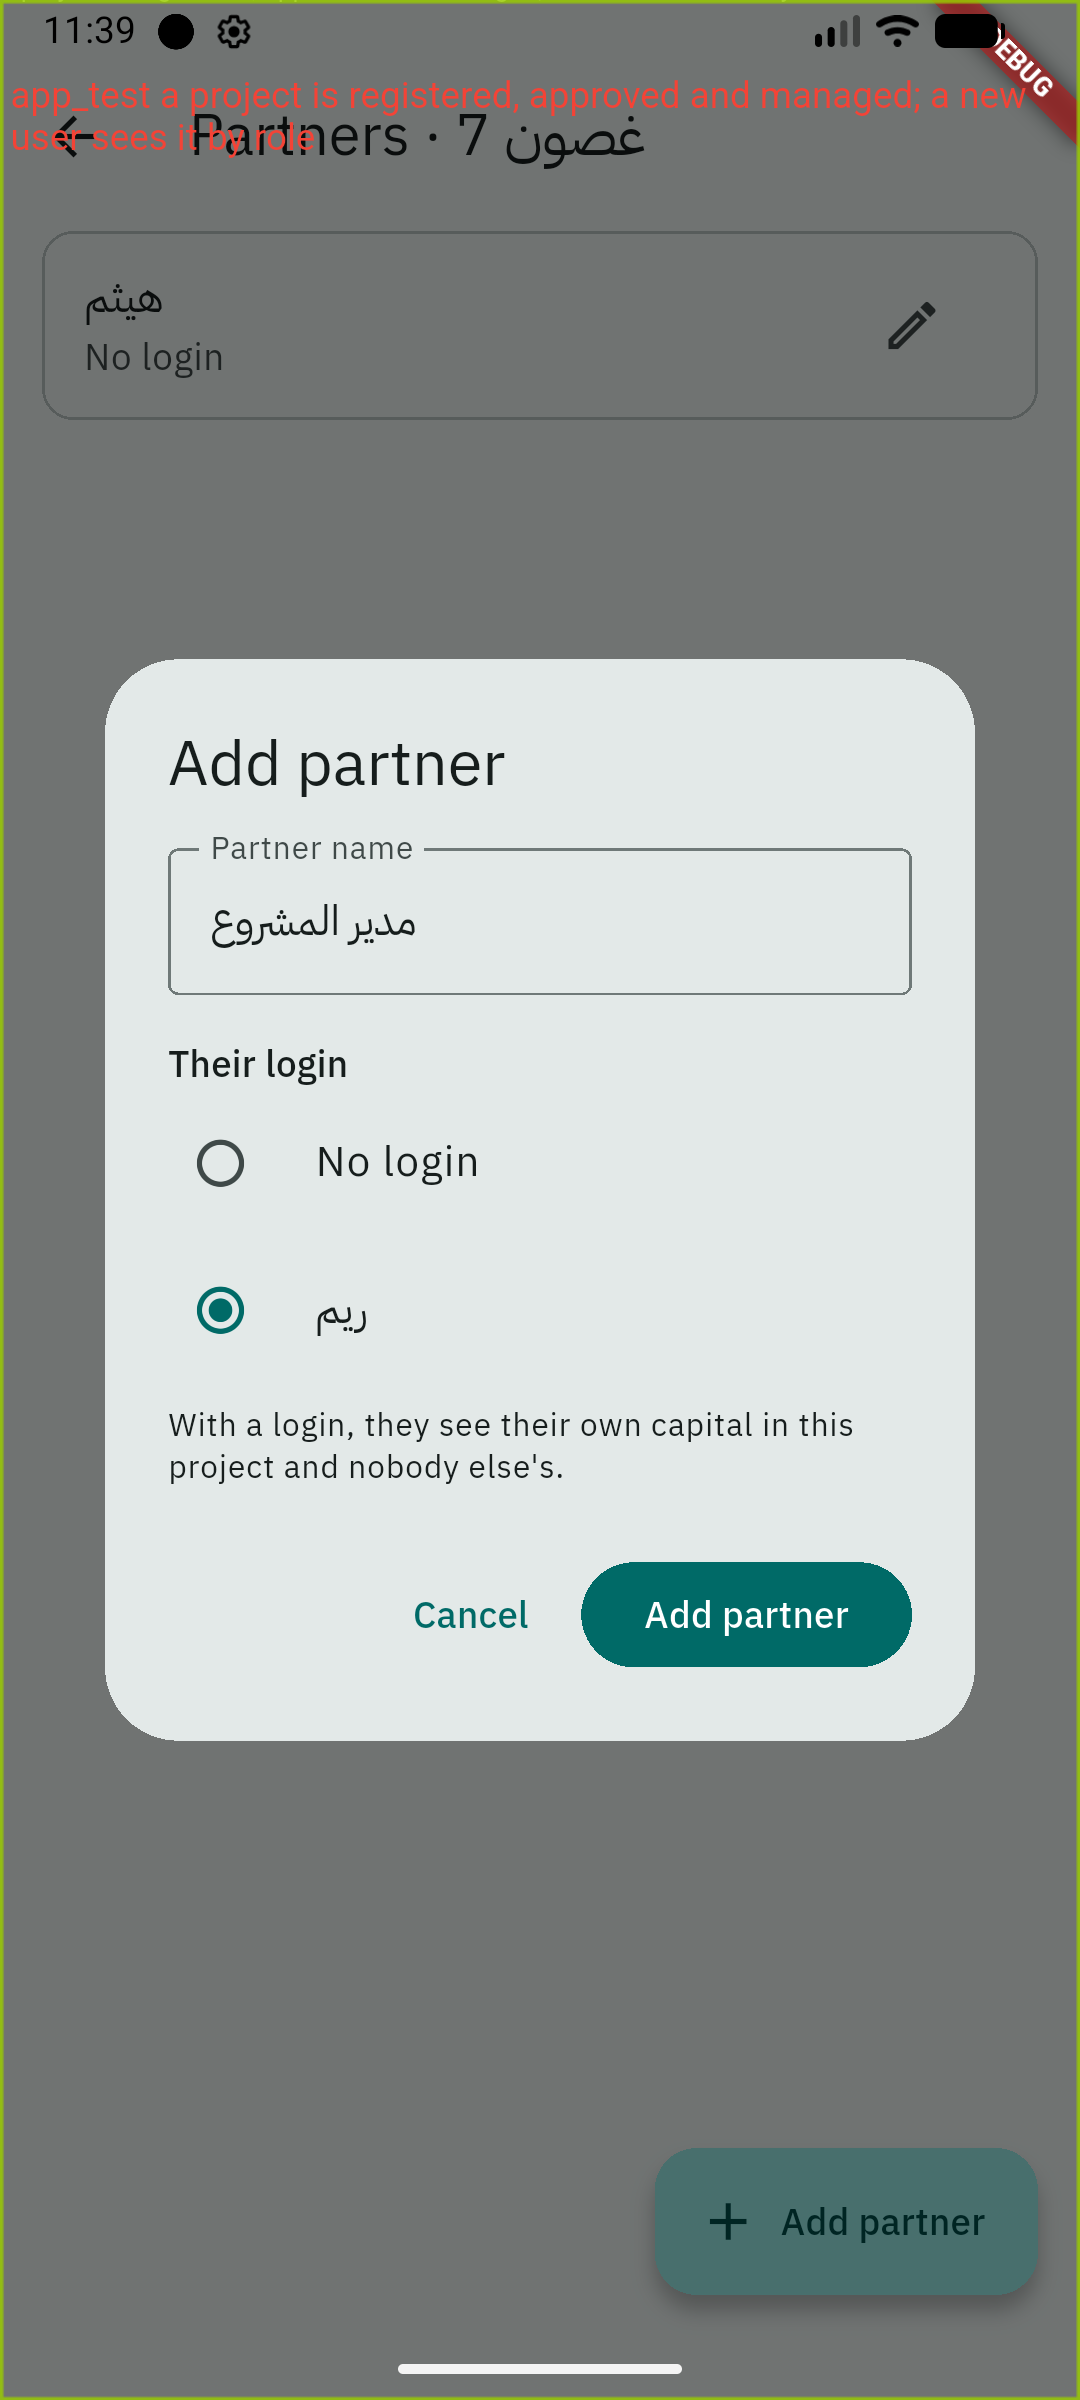 11:39
DEBUG
app_test a project is registered, approved and managed; a new
user sees it by role
Partners · غصون 7
هيثم
No login
Add partner
Partner name
مدير المشروع
Their login
No login
ريم
With a login, they see their own capital in this
project and nobody else's.
Cancel
Add partner
Add partner